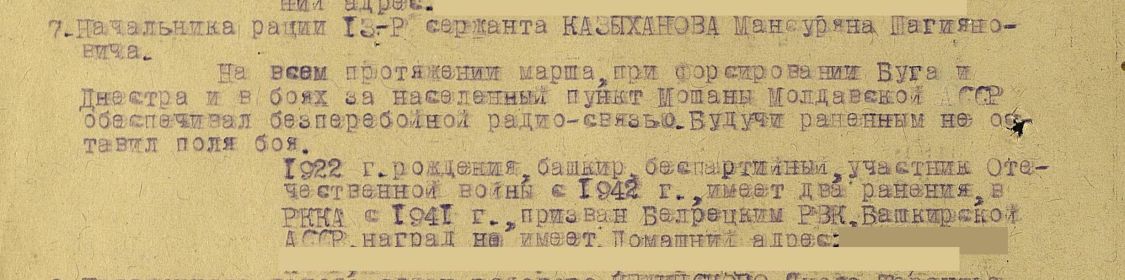 ний адрес.
7.Начальника рации 13-Р сержанта КАЗЫХАНОВА Мансуряна Шагияно-
вича.
На всем протяжении марша,при форсировании Буга и
Днестра и в боях за населенный пункт Мошаны Молдавской АССР
обеспечивал безперебойной радио-связью.Будучи раненным не ос
тавил поля боя.
1922 г.рождения,башкир,беспартийный,участник Оте-
чественной войны с 1942 г.,имеет два ранения,в
РККА с 1941 г.,призван Белрецким РВК.Башкирской
АССР.наград не имеет.Домашний адрес: